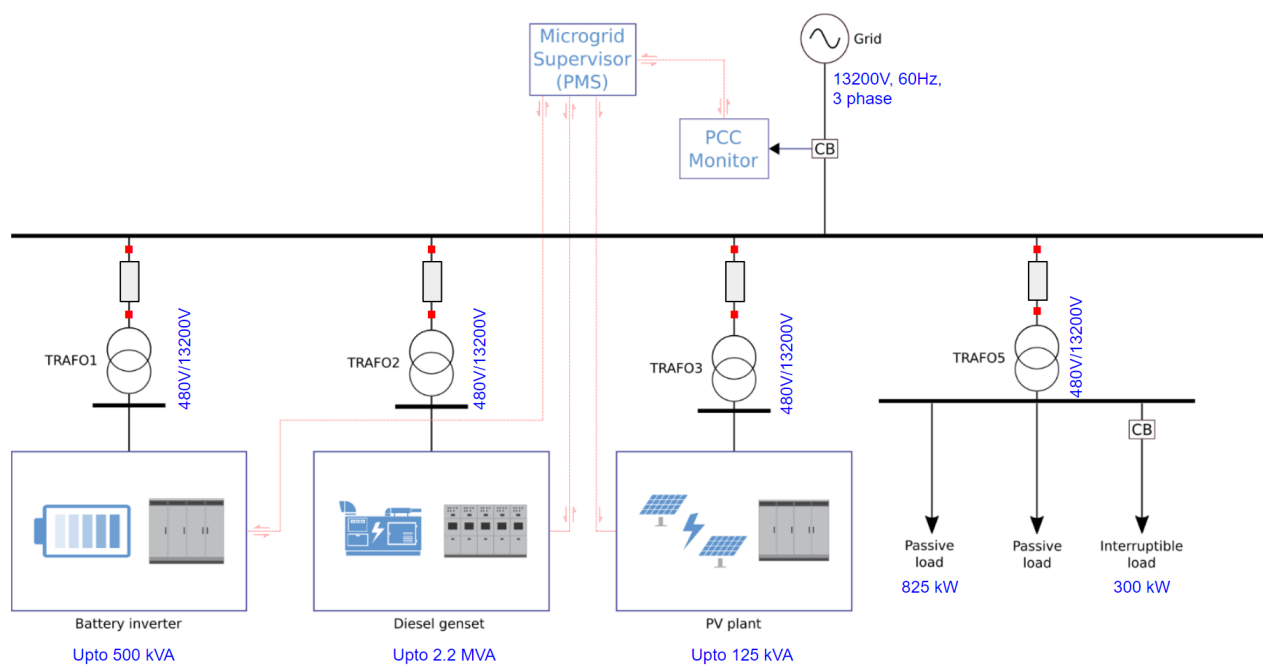 Microgrid
Supervisor
(PMS)
Grid
13200V, 60Hz,
3 phase
PCC
Monitor
CB
TRAFO1
480V/13200V
TRAFO2
480V/13200V
TRAFO3
480V/13200V
TRAFO5
480V/13200V
CB
Passive
load
825 kW
Passive
load
Interruptible
load
300 kW
Battery inverter
Upto 500 kVA
Diesel genset
Upto 2.2 MVA
PV plant
Upto 125 kVA